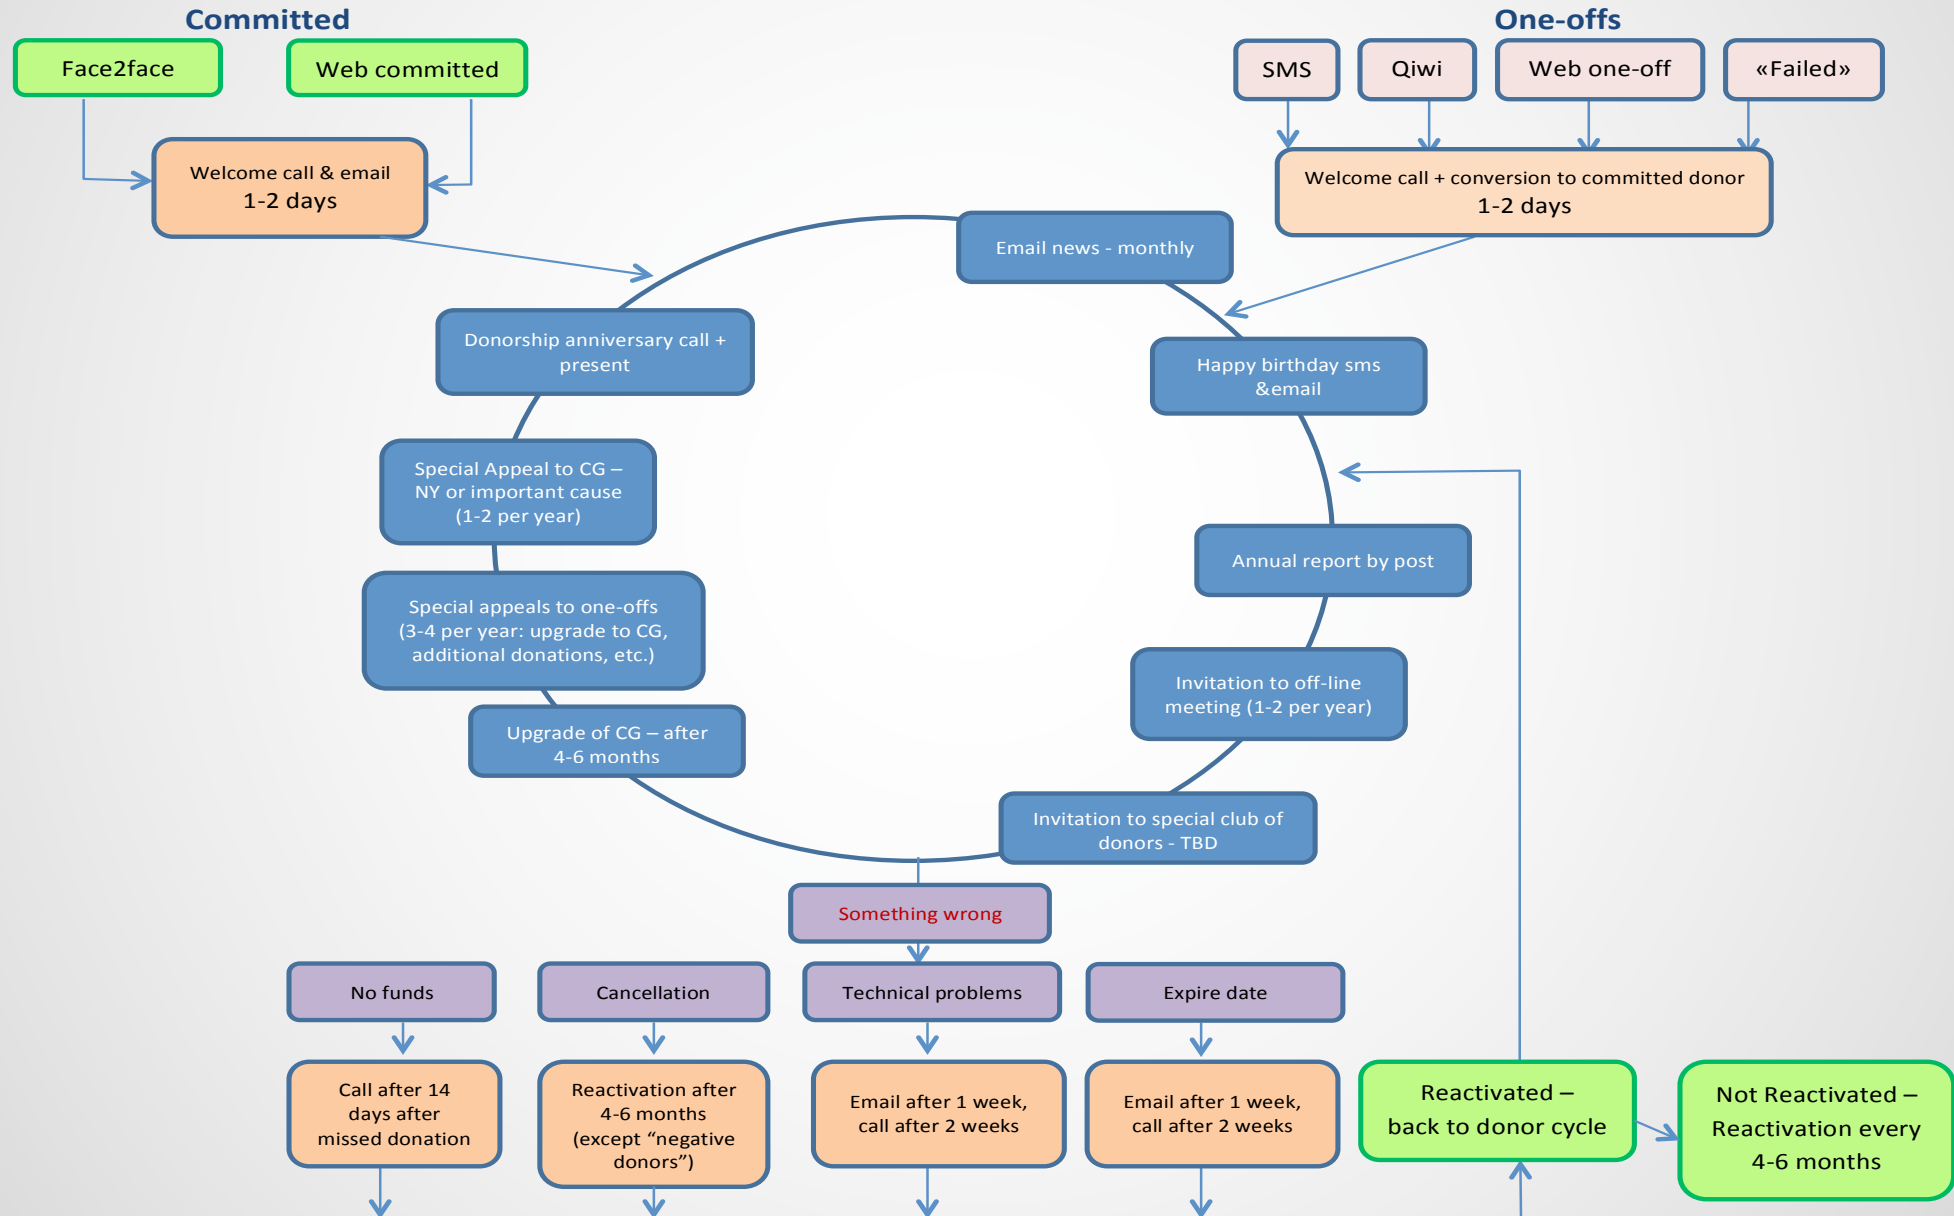 Committed
One-offs
Face2face
Web committed
SMS
Qiwi
Web one-off
«Failed»
Welcome call & email
1-2 days
Welcome call + conversion to committed donor
1-2 days
Email news - monthly
Donorship anniversary call +
present
Happy birthday sms
&email
Special Appeal to CG –
NY or important cause
(1-2 per year)
Annual report by post
Special appeals to one-offs
(3-4 per year: upgrade to CG,
additional donations, etc.)
Invitation to off-line
meeting (1-2 per year)
Upgrade of CG – after
4-6 months
Invitation to special club of
donors - TBD
Something wrong
No funds
Cancellation
Technical problems
Expire date
Call after 14
days after
missed donation
Reactivation after
4-6 months
(except “negative
donors”)
Email after 1 week,
call after 2 weeks
Email after 1 week,
call after 2 weeks
Reactivated –
back to donor cycle
Not Reactivated –
Reactivation every
4-6 months